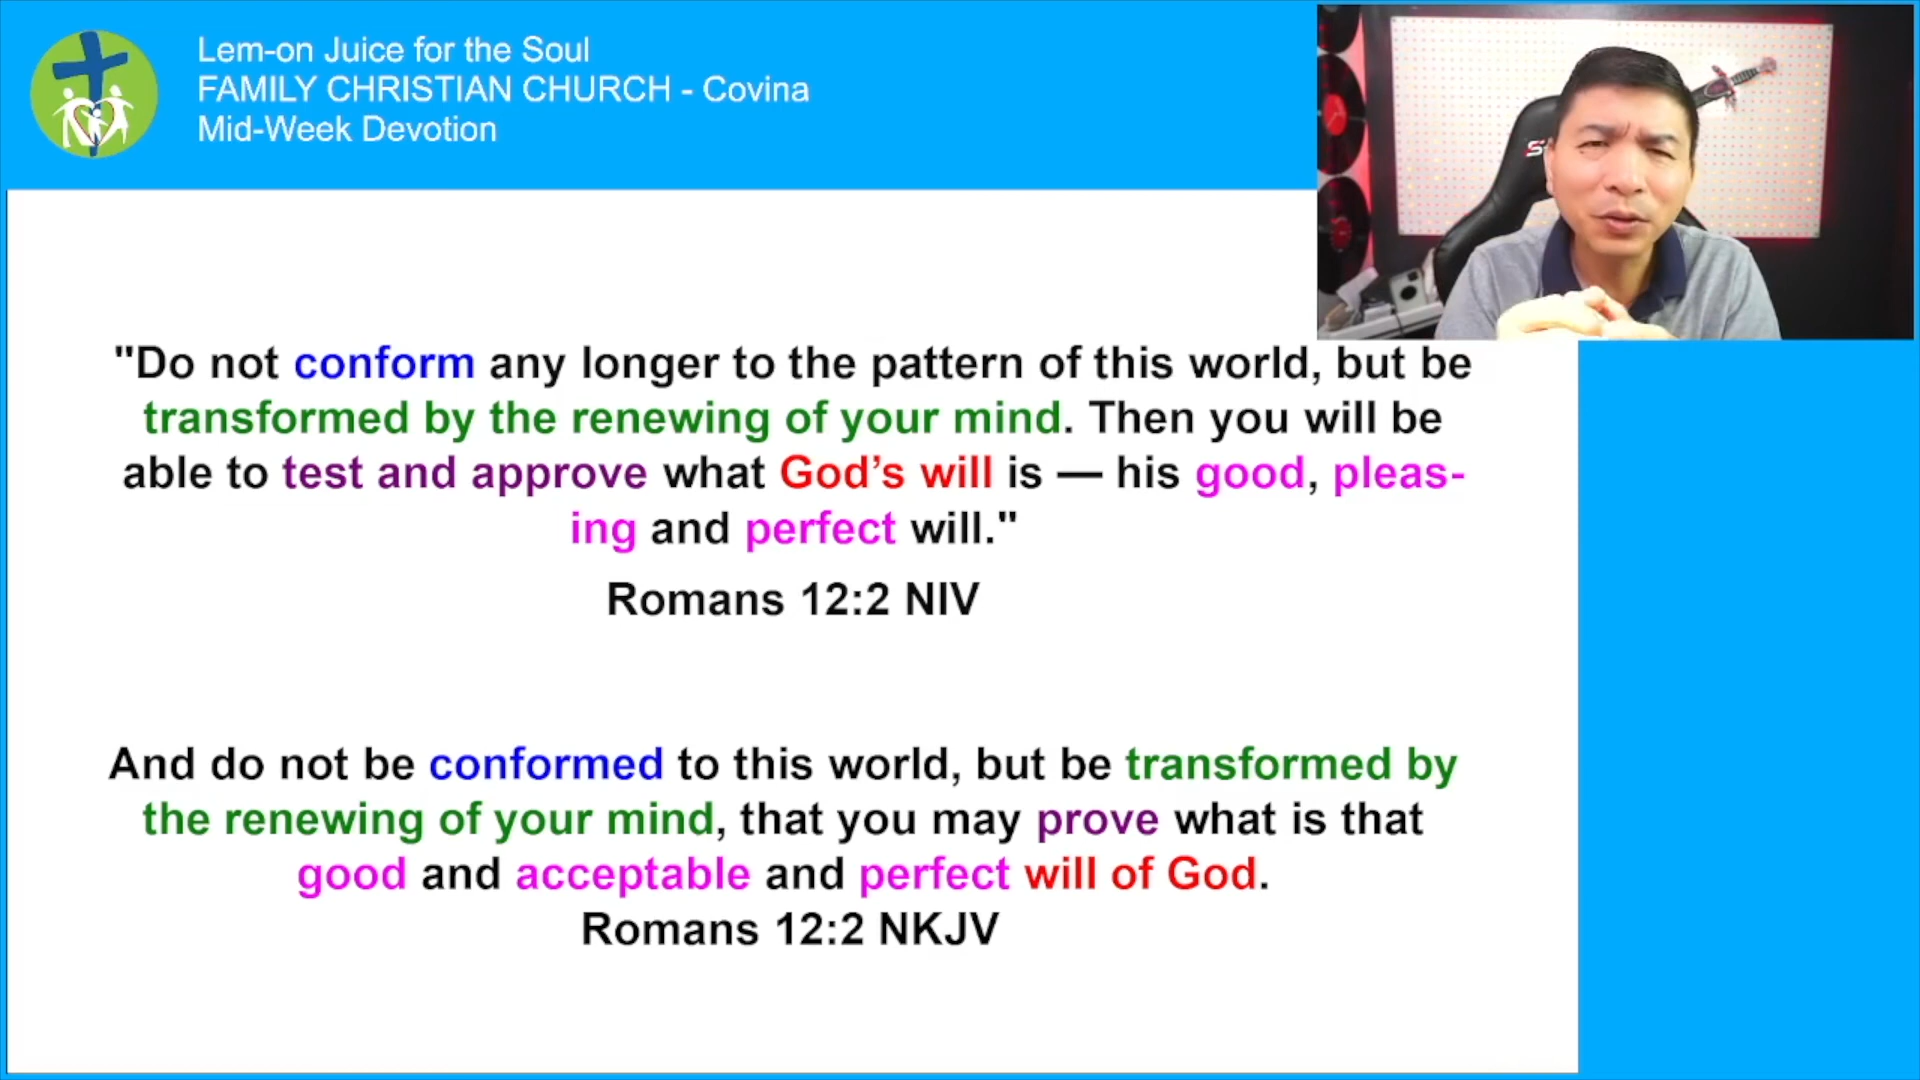 Lem-on Juice for the Soul
FAMILY CHRISTIAN CHURCH - Covina
Mid-Week Devotion
"Do not conform any longer to the pattern of this world, but be
transformed by the renewing of your mind. Then you will be
able to test and approve what God’s will is — his good, pleas-
ing and perfect will."
Romans 12:2 NIV
And do not be conformed to this world, but be transformed by
the renewing of your mind, that you may prove what is that
good and acceptable and perfect will of God.
Romans 12:2 NKJV